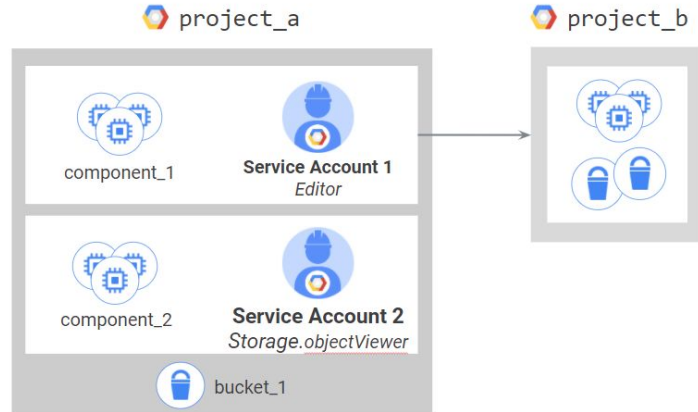 project_a
project_b
component_1
Service Account 1
Editor
component_2
Service Account 2
Storage.objectViewer
bucket_1